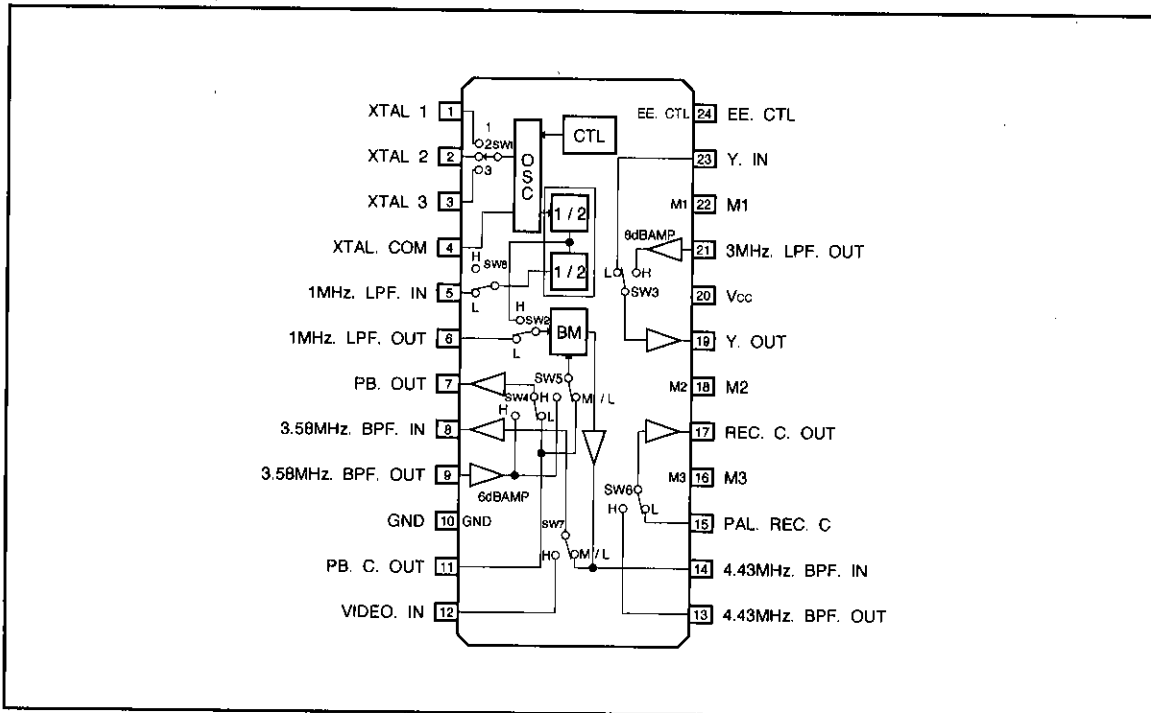 XTAL 1 1
XTAL 2 2
XTAL 3 3
XTAL. COM 4
1MHz. LPF. IN 5
1MHz. LPF. OUT 6
PB. OUT 7
3.58MHz. BPF. IN 8
3.58MHz. BPF. OUT 9
GND 10 GND
PB. C. OUT 11
VIDEO. IN 12
1
2 SW1
3
OSC
CTL
1/2
1/2
H
SW8
L
H
SW2
L
BM
SW5
SW4 H M/L
H L
6dBAMP
SW7
H M/L
EE. CTL 24 EE. CTL
23 Y. IN
M1 22 M1
6dBAMP
21 3MHz. LPF. OUT
L H
SW3
20 Vcc
19 Y. OUT
M2 18 M2
17 REC. C. OUT
M3 16 M3
SW6
H L
15 PAL. REC. C
14 4.43MHz. BPF. IN
13 4.43MHz. BPF. OUT